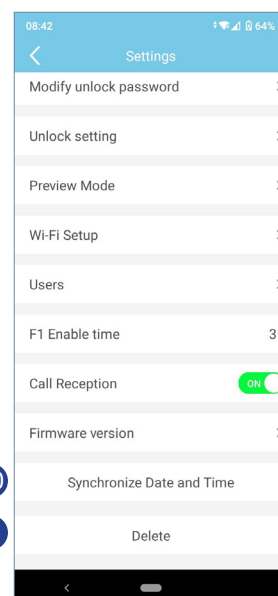 08:42 64%
Settings
Modify unlock password
Unlock setting
Preview Mode
Wi-Fi Setup
Users
F1 Enable time 3
Call Reception ON
Firmware version
Synchronize Date and Time
Delete